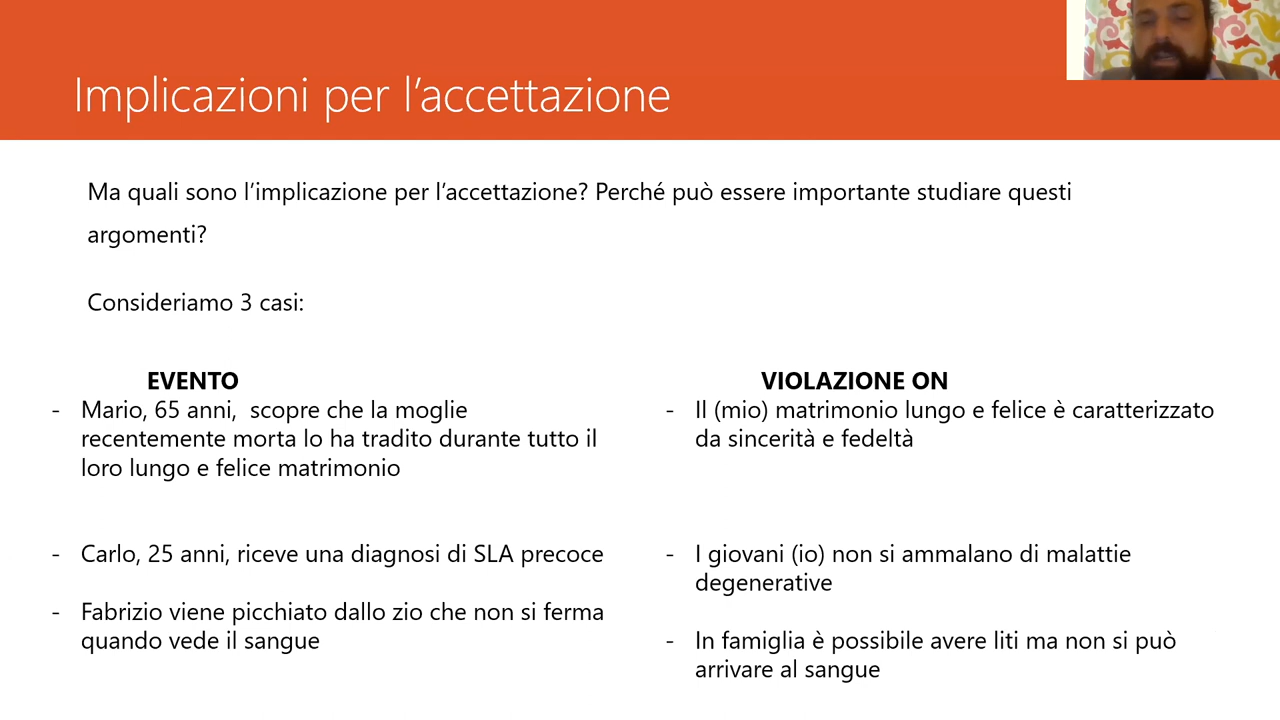 Implicazioni per l’accettazione
Ma quali sono l’implicazione per l’accettazione? Perché può essere importante studiare questi
argomenti?
Consideriamo 3 casi:
EVENTO
- Mario, 65 anni,  scopre che la moglie
recentemente morta lo ha tradito durante tutto il
loro lungo e felice matrimonio
- Carlo, 25 anni, riceve una diagnosi di SLA precoce
- Fabrizio viene picchiato dallo zio che non si ferma
quando vede il sangue
VIOLAZIONE ON
- Il (mio) matrimonio lungo e felice è caratterizzato
da sincerità e fedeltà
- I giovani (io) non si ammalano di malattie
degenerative
- In famiglia è possibile avere liti ma non si può
arrivare al sangue